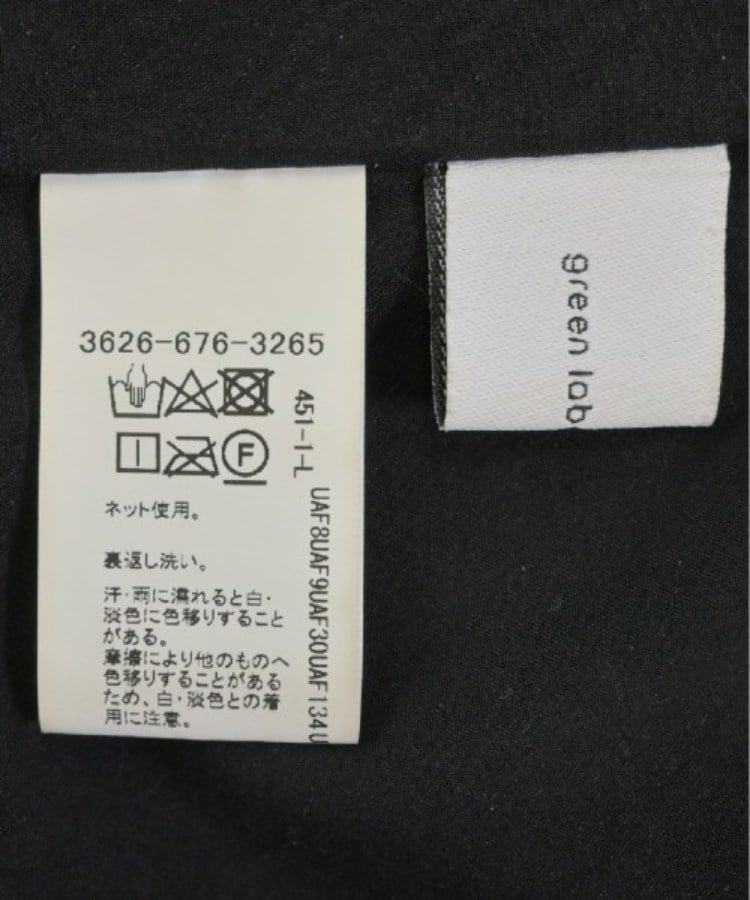 3626-676-3265
F
ネット使用。
裏返し洗い。
汗・雨に濡れると白・
淡色に色移りすること
がある。
摩擦により他のものへ
色移りすることがある
ため、白・淡色との着
用に注意。
451-1-L
UAF8UAF9UAF30UAF134U
green lab